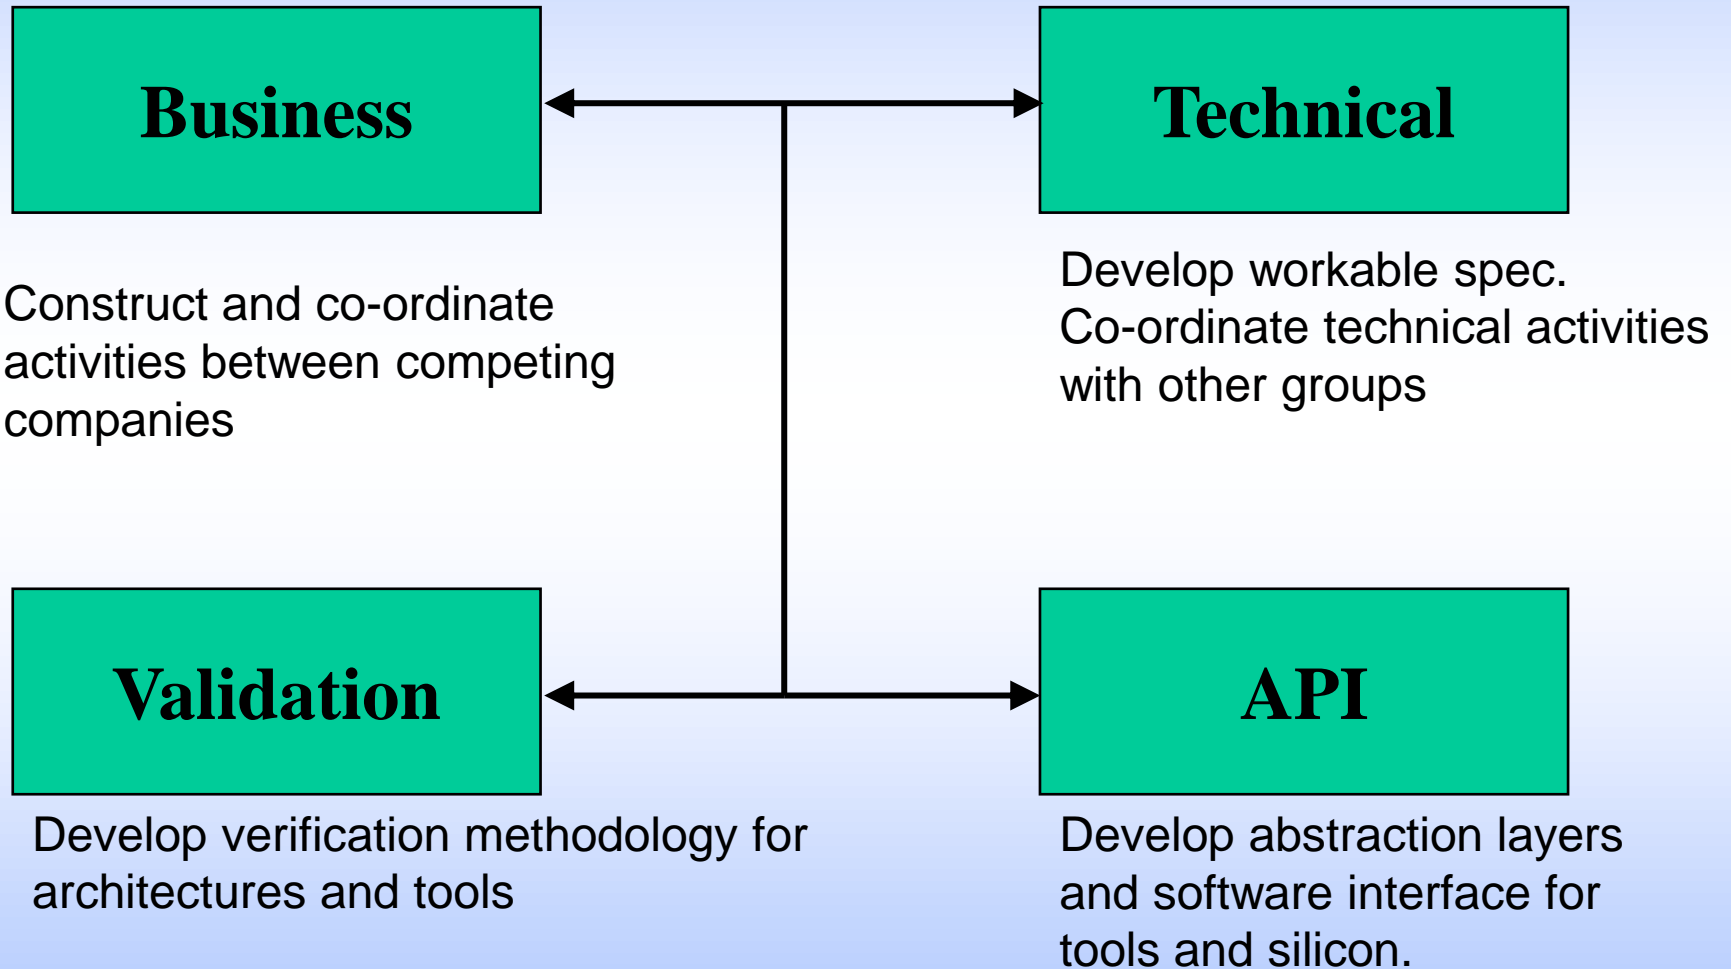 Business
Technical
Construct and co-ordinate
activities between competing
companies
Develop workable spec.
Co-ordinate technical activities
with other groups
Validation
API
Develop verification methodology for
architectures and tools
Develop abstraction layers
and software interface for
tools and silicon.